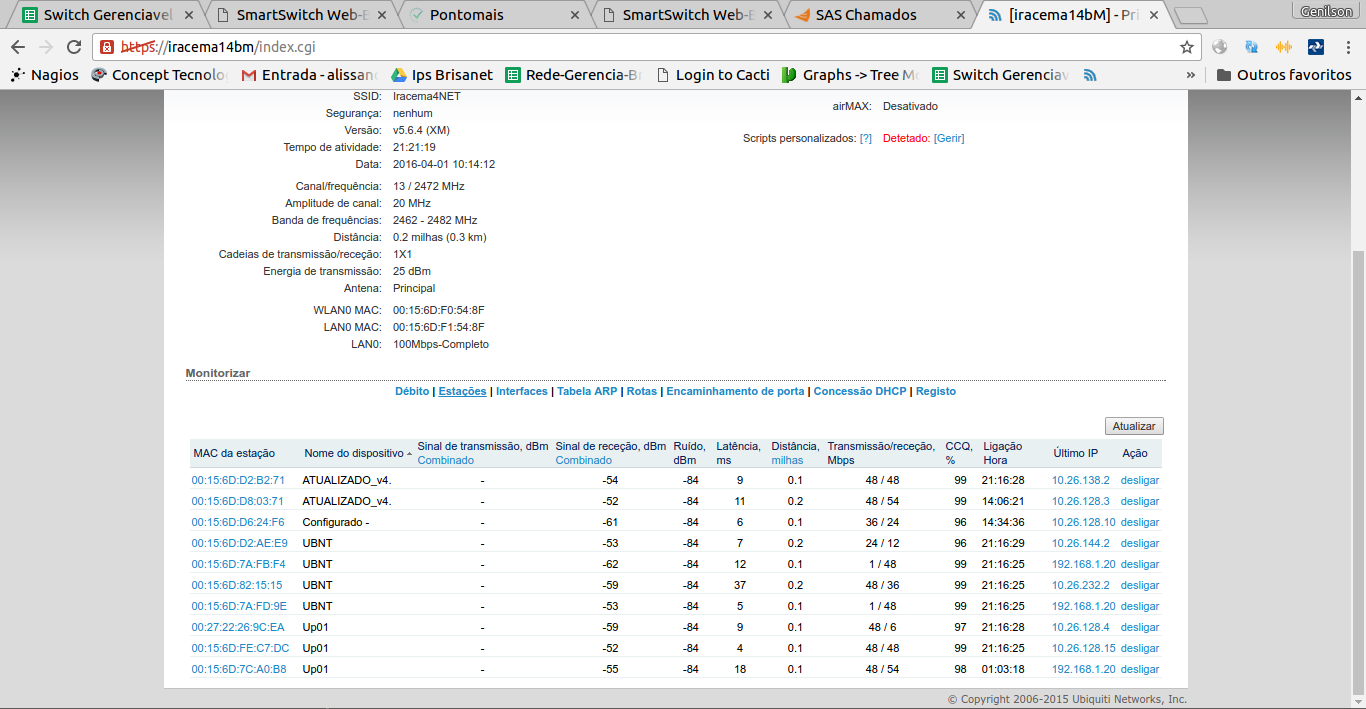 Switch Gerenciavel
SmartSwitch Web-B
Pontomais
SmartSwitch Web-B
SAS Chamados
[iracema14bM] - Pri
Genilson
https://iracema14bm/index.cgi
Nagios
Concept Tecnolo
Entrada - alissan
Ips Brisanet
Rede-Gerencia-B
Login to Cacti
Graphs -> Tree M
Switch Gerenciav
»
Outros favoritos
SSID: Iracema4NET
Segurança: nenhum
Versão: v5.6.4 (XM)
Tempo de atividade: 21:21:19
Data: 2016-04-01 10:14:12
airMAX: Desativado
Scripts personalizados: [?] Detetado: [Gerir]
Canal/frequência: 13 / 2472 MHz
Amplitude de canal: 20 MHz
Banda de frequências: 2462 - 2482 MHz
Distância: 0.2 milhas (0.3 km)
Cadeias de transmissão/receção: 1X1
Energia de transmissão: 25 dBm
Antena: Principal
WLAN0 MAC: 00:15:6D:F0:54:8F
LAN0 MAC: 00:15:6D:F1:54:8F
LAN0: 100Mbps-Completo
Monitorizar
Débito | Estações | Interfaces | Tabela ARP | Rotas | Encaminhamento de porta | Concessão DHCP | Registo
Atualizar
MAC da estação Nome do dispositivo Sinal de transmissão, dBm Combinado Sinal de receção, dBm Combinado Ruído, dBm Latência, ms Distância, milhas Transmissão/receção, Mbps CCQ, % Ligação Hora Último IP Ação
00:15:6D:D2:B2:71 ATUALIZADO_v4. - -54 -84 9 0.1 48 / 48 99 21:16:28 10.26.138.2 desligar
00:15:6D:D8:03:71 ATUALIZADO_v4. - -52 -84 11 0.2 48 / 54 99 14:06:21 10.26.128.3 desligar
00:15:6D:D6:24:F6 Configurado - - -61 -84 6 0.1 36 / 24 96 14:34:36 10.26.128.10 desligar
00:15:6D:D2:AE:E9 UBNT - -53 -84 7 0.2 24 / 12 96 21:16:29 10.26.144.2 desligar
00:15:6D:7A:FB:F4 UBNT - -62 -84 12 0.1 1 / 48 99 21:16:25 192.168.1.20 desligar
00:15:6D:82:15:15 UBNT - -59 -84 37 0.2 48 / 36 99 21:16:25 10.26.232.2 desligar
00:15:6D:7A:FD:9E UBNT - -53 -84 5 0.1 1 / 48 99 21:16:25 192.168.1.20 desligar
00:27:22:26:9C:EA Up01 - -59 -84 9 0.1 48 / 6 97 21:16:28 10.26.128.4 desligar
00:15:6D:FE:C7:DC Up01 - -52 -84 4 0.1 48 / 48 99 21:16:25 10.26.128.15 desligar
00:15:6D:7C:A0:B8 Up01 - -55 -84 18 0.1 48 / 54 98 01:03:18 192.168.1.20 desligar
© Copyright 2006-2015 Ubiquiti Networks, Inc.